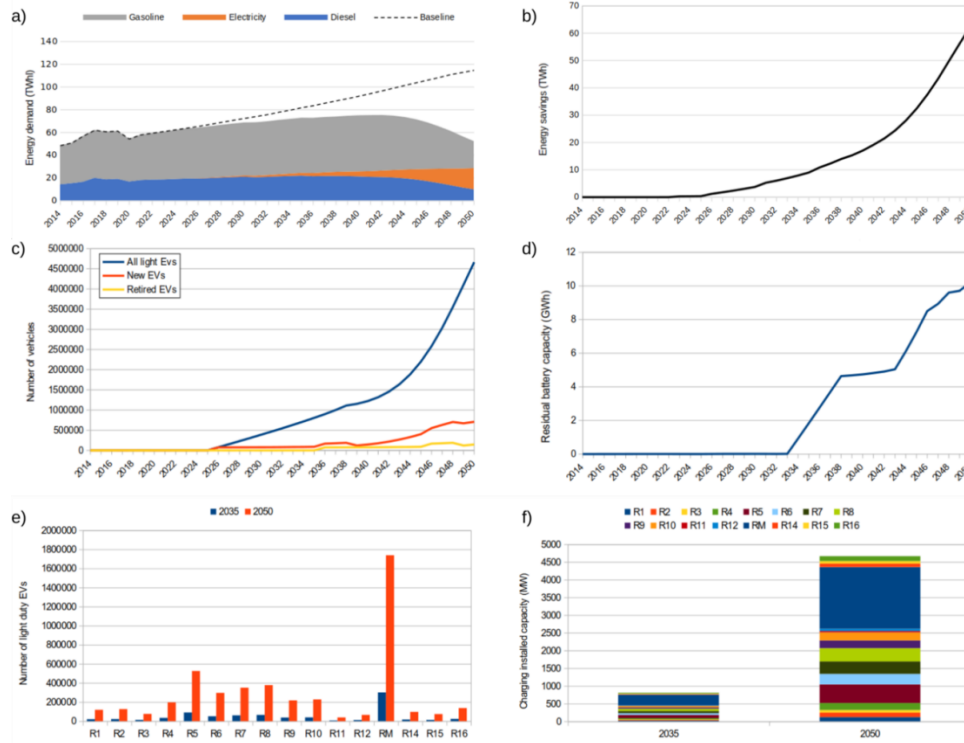 a)
Gasoline Electricity Diesel Baseline
Energy demand (TWhl)
140
120
100
80
60
40
20
0
2014 2016 2018 2020 2022 2024 2026 2028 2030 2032 2034 2036 2038 2040 2042 2044 2046 2048 2050
b)
Energy savings (TWh)
70
60
50
40
30
20
10
0
2014 2016 2018 2020 2022 2024 2026 2028 2030 2032 2034 2036 2038 2040 2042 2044 2046 2048
c)
All light Evs
New EVs
Retired EVs
Number of vehicles
5000000
4500000
4000000
3500000
3000000
2500000
2000000
1500000
1000000
500000
0
2014 2016 2018 2020 2022 2024 2026 2028 2030 2032 2034 2036 2038 2040 2042 2044 2046 2048 2050
d)
Residual battery capacity (GWh)
12
10
8
6
4
2
0
2014 2016 2018 2020 2022 2024 2026 2028 2030 2032 2034 2036 2038 2040 2042 2044 2046 2048
e)
2035 2050
Number of light duty EVs
2000000
1800000
1600000
1400000
1200000
1000000
800000
600000
400000
200000
0
R1 R2 R3 R4 R5 R6 R7 R8 R9 R10 R11 R12 RM R14 R15 R16
f)
R1 R2 R3 R4 R5 R6 R7 R8
R9 R10 R11 R12 RM R14 R15 R16
Charging installed capacity (MW)
5000
4500
4000
3500
3000
2500
2000
1500
1000
500
0
2035 2050